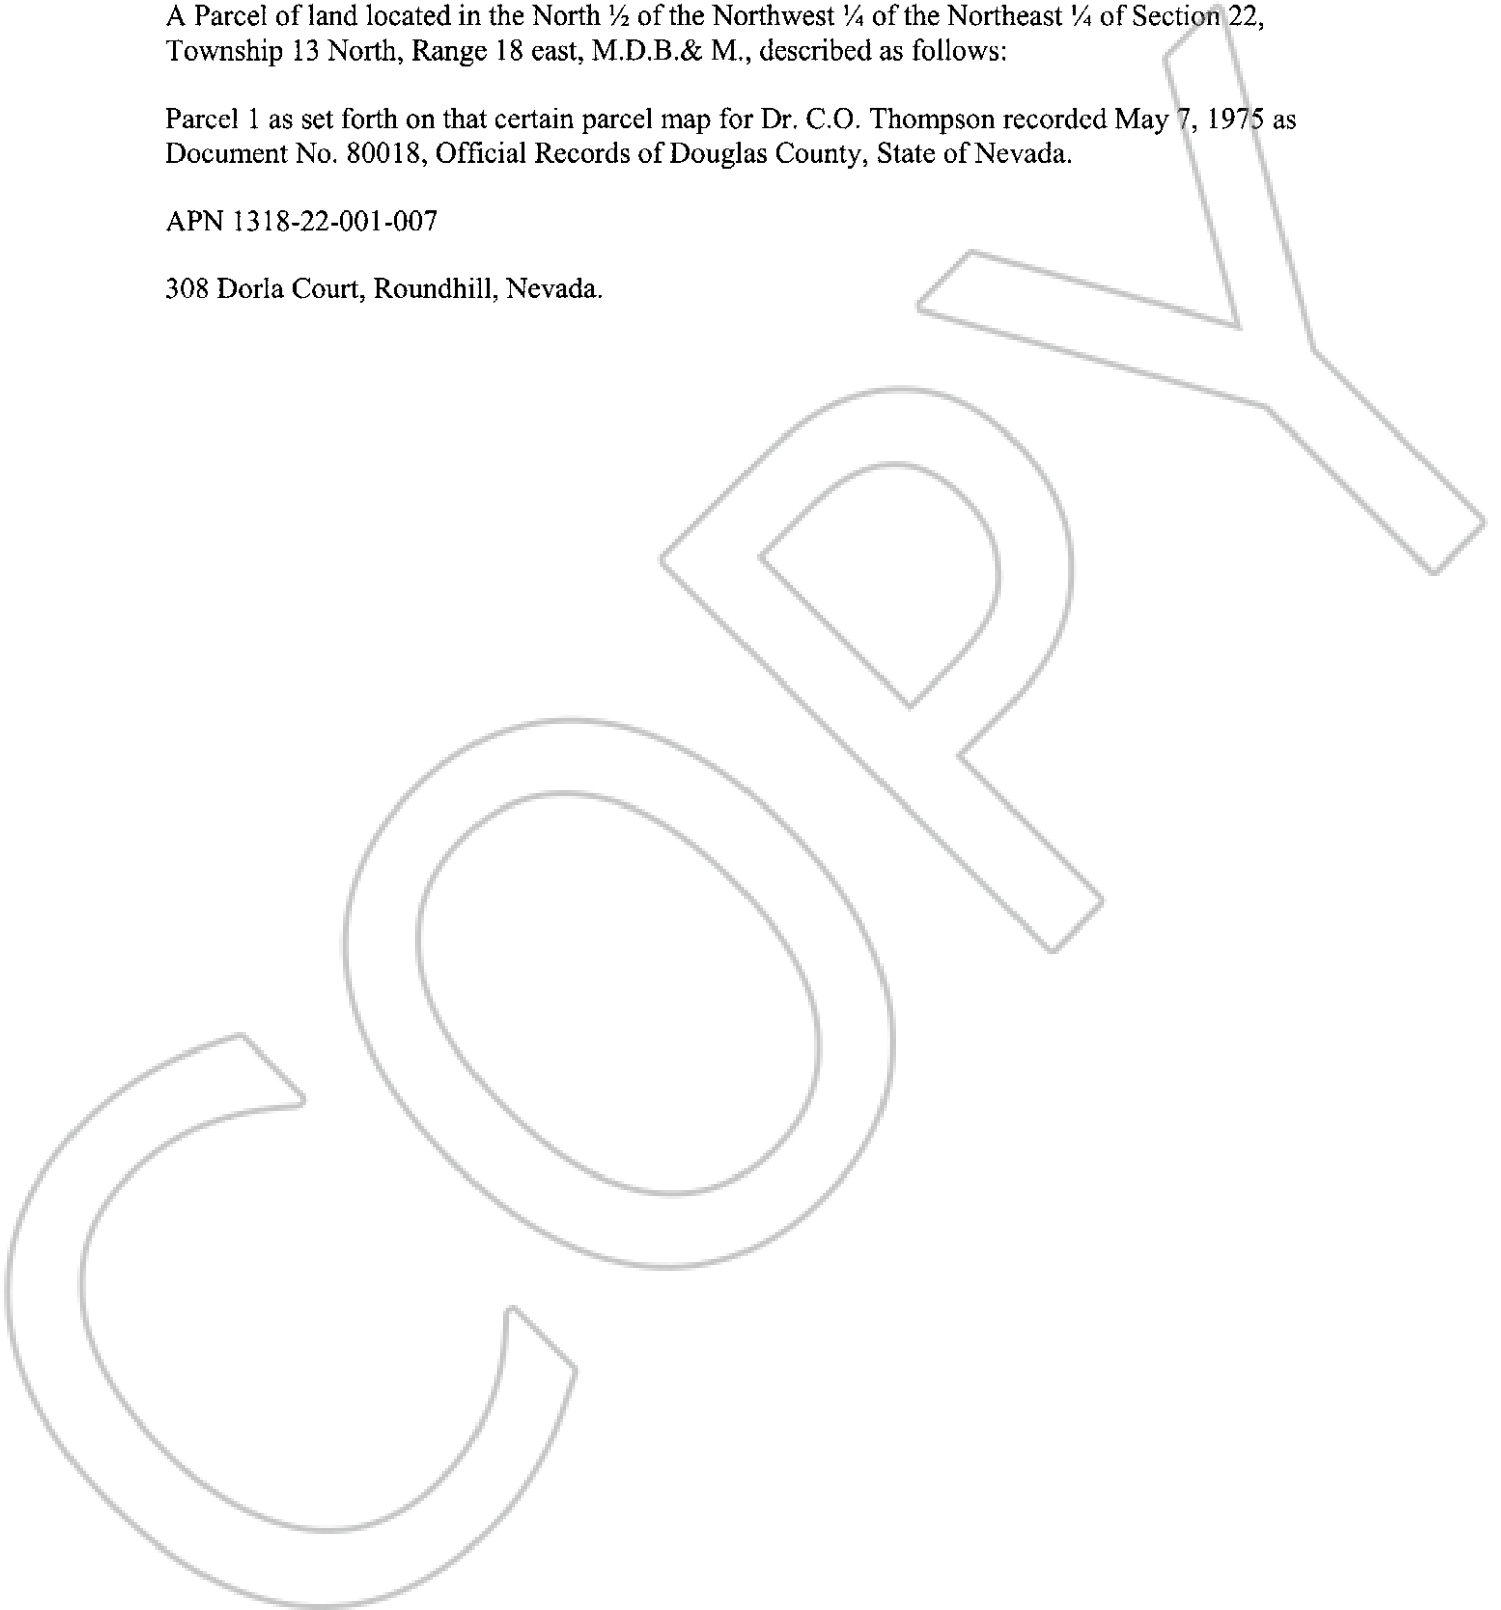 A Parcel of land located in the North ½ of the Northwest ¼ of the Northeast ¼ of Section 22,
Township 13 North, Range 18 east, M.D.B.& M., described as follows:
Parcel 1 as set forth on that certain parcel map for Dr. C.O. Thompson recorded May 7, 1975 as
Document No. 80018, Official Records of Douglas County, State of Nevada.
APN 1318-22-001-007
308 Dorla Court, Roundhill, Nevada.
COPY